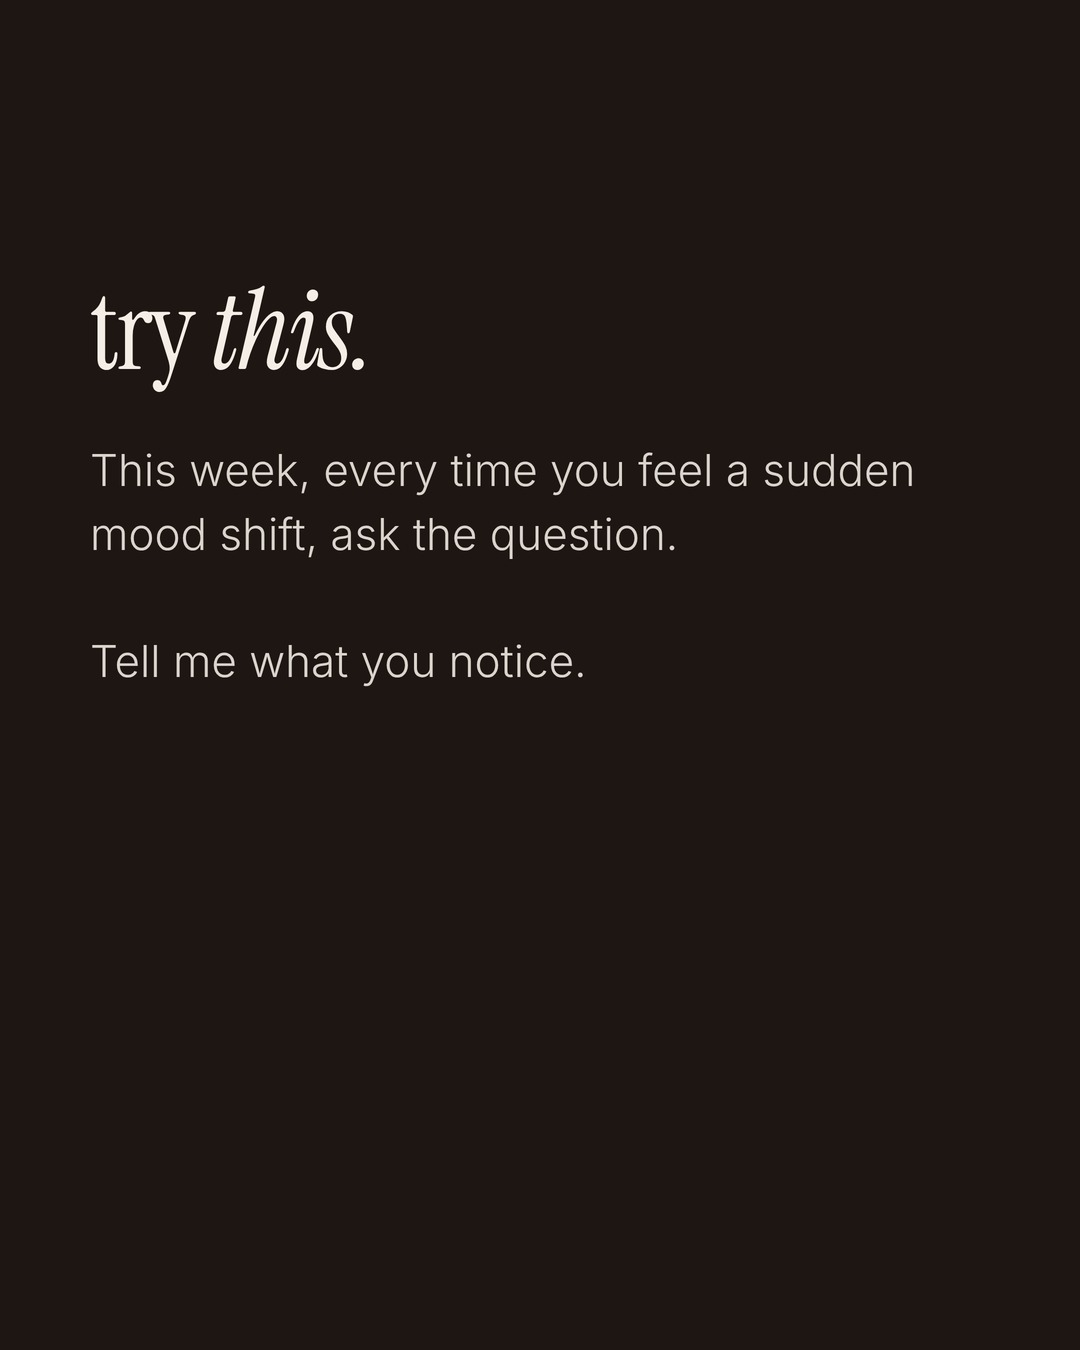 try this.
This week, every time you feel a sudden
mood shift, ask the question.
Tell me what you notice.